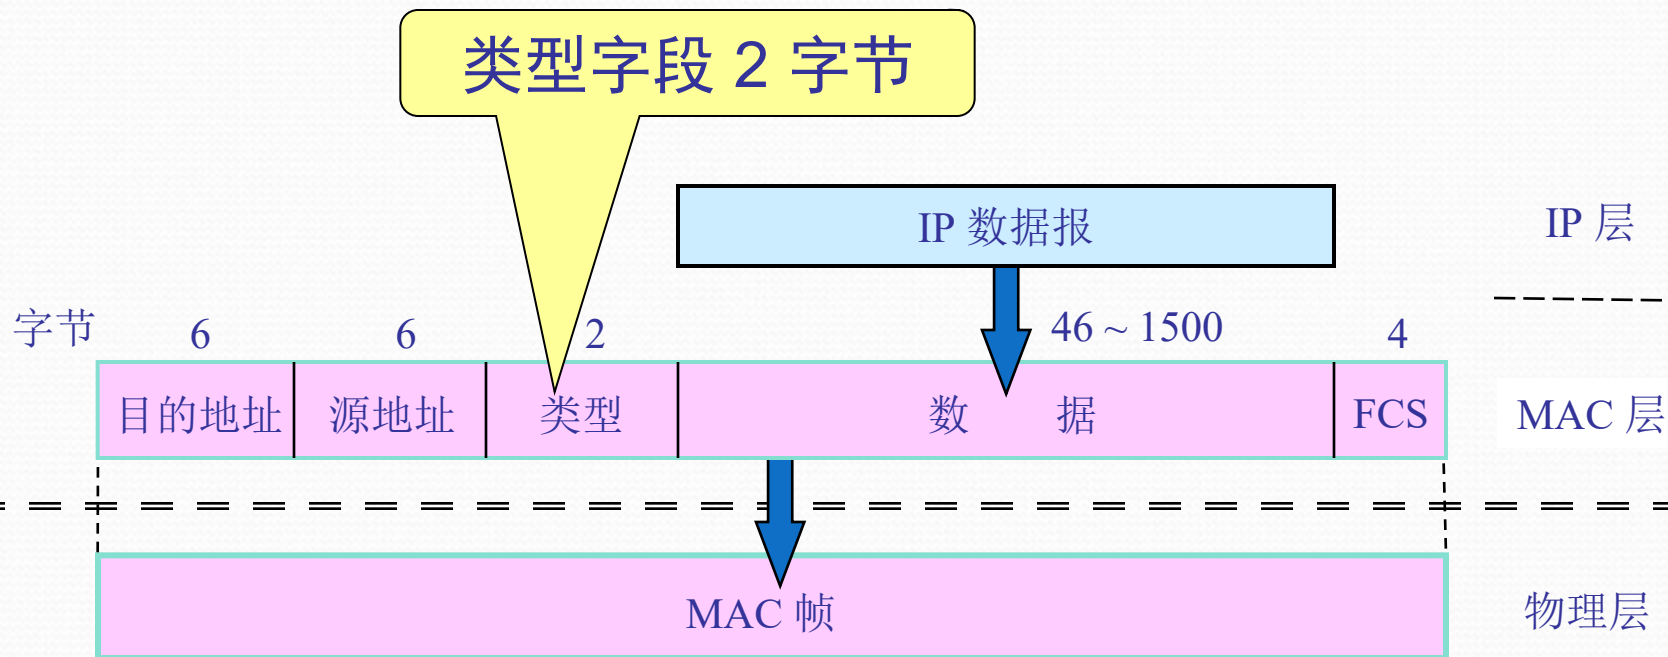 类型字段 2 字节
IP 数据报
IP 层
字节 6 6 2 46 ~ 1500 4
目的地址 源地址 类型 数 据 FCS MAC 层
MAC 帧 物理层